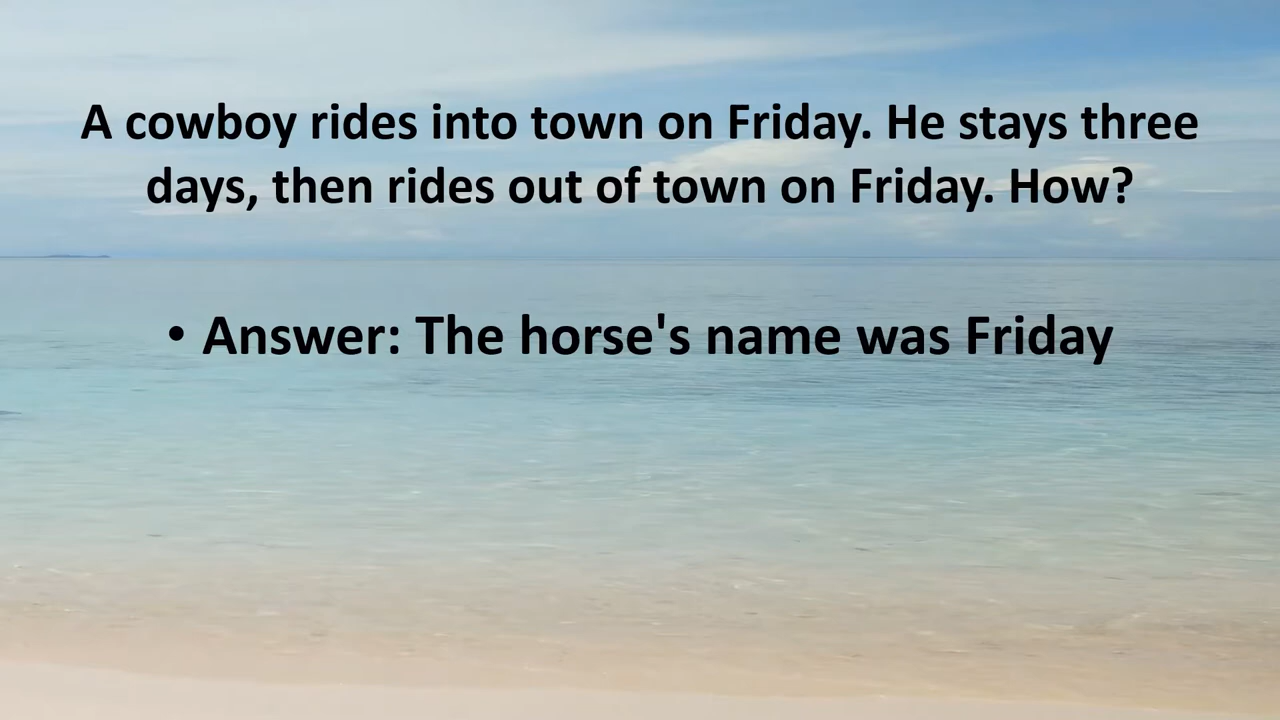 A cowboy rides into town on Friday. He stays three
days, then rides out of town on Friday. How?
• Answer: The horse's name was Friday